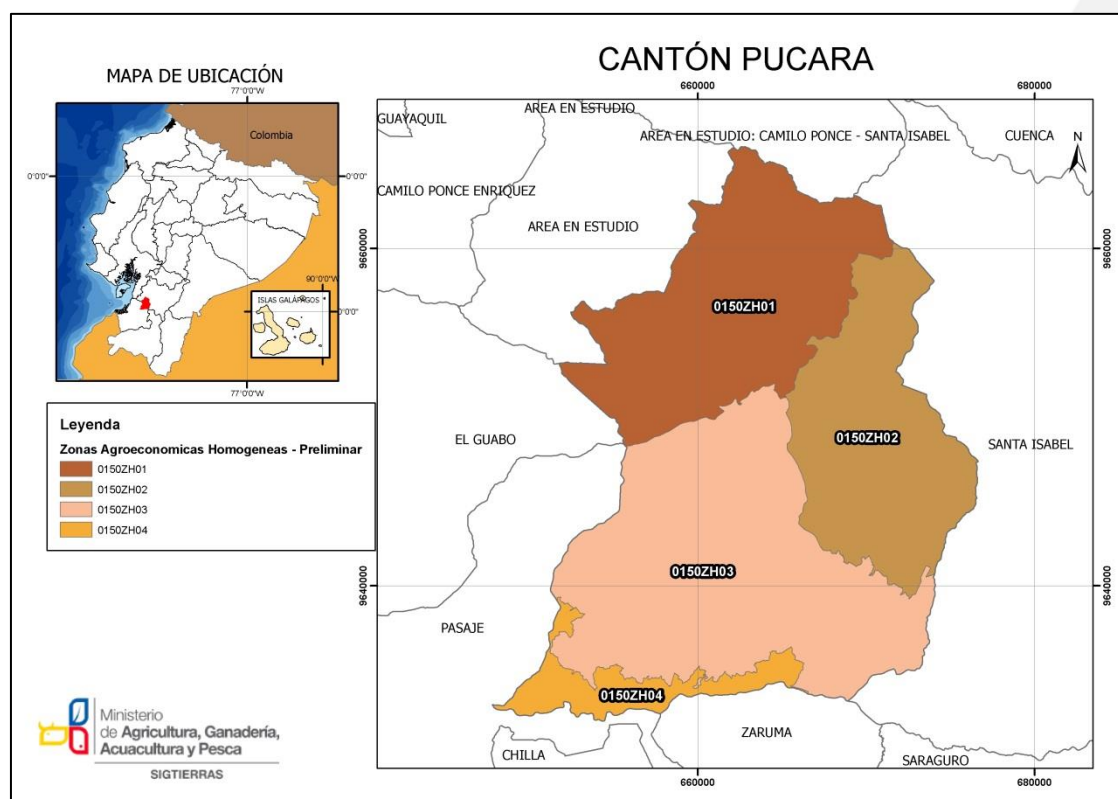 CANTÓN PUCARA
MAPA DE UBICACIÓN
77°0'0"W
Colombia
0°0'0"
0°0'0"
90°0'0"W
ISLAS GALÁPAGOS
0°0'0"
0°0'0"
77°0'0"W
Leyenda
Zonas Agroeconomicas Homogeneas - Preliminar
0150ZH01
0150ZH02
0150ZH03
0150ZH04
Ministerio
de Agricultura, Ganadería,
Acuacultura y Pesca
SIGTIERRAS
660000
680000
GUAYAQUIL
AREA EN ESTUDIO
AREA EN ESTUDIO: CAMILO PONCE - SANTA ISABEL
CUENCA
N
CAMILO PONCE ENRIQUEZ
AREA EN ESTUDIO
9660000
9660000
0150ZH01
EL GUABO
0150ZH02
SANTA ISABEL
0150ZH03
9640000
9640000
PASAJE
0150ZH04
ZARUMA
CHILLA
SARAGURO
660000
680000